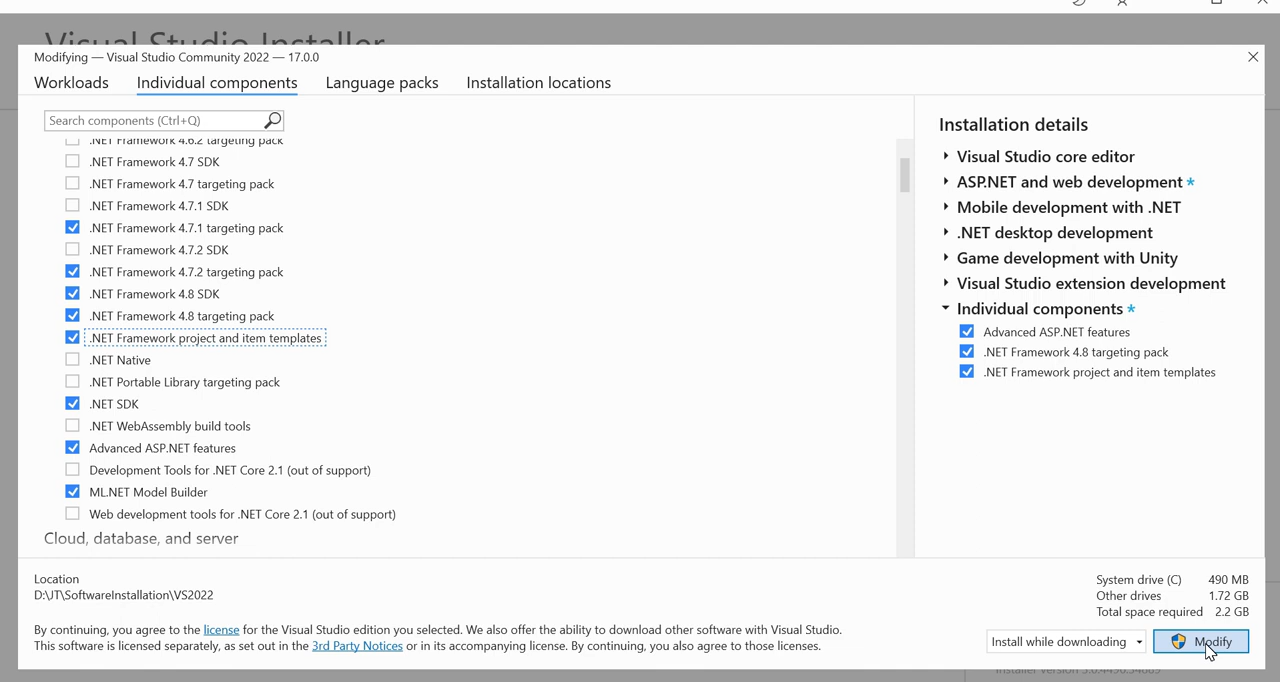 Visual Studio Installer
Modifying — Visual Studio Community 2022 — 17.0.0
Workloads Individual components Language packs Installation locations
Search components (Ctrl+Q)
.NET Framework 4.6.2 targeting pack
.NET Framework 4.7 SDK
.NET Framework 4.7 targeting pack
.NET Framework 4.7.1 SDK
.NET Framework 4.7.1 targeting pack
.NET Framework 4.7.2 SDK
.NET Framework 4.7.2 targeting pack
.NET Framework 4.8 SDK
.NET Framework 4.8 targeting pack
.NET Framework project and item templates
.NET Native
.NET Portable Library targeting pack
.NET SDK
.NET WebAssembly build tools
Advanced ASP.NET features
Development Tools for .NET Core 2.1 (out of support)
ML.NET Model Builder
Web development tools for .NET Core 2.1 (out of support)
Cloud, database, and server
Installation details
Visual Studio core editor
ASP.NET and web development *
Mobile development with .NET
.NET desktop development
Game development with Unity
Visual Studio extension development
Individual components *
Advanced ASP.NET features
.NET Framework 4.8 targeting pack
.NET Framework project and item templates
Location
D:\JT\SoftwareInstallation\VS2022
System drive (C) 490 MB
Other drives 1.72 GB
Total space required 2.2 GB
By continuing, you agree to the license for the Visual Studio edition you selected. We also offer the ability to download other software with Visual Studio.
This software is licensed separately, as set out in the 3rd Party Notices or in its accompanying license. By continuing, you also agree to those licenses.
Install while downloading
Modify